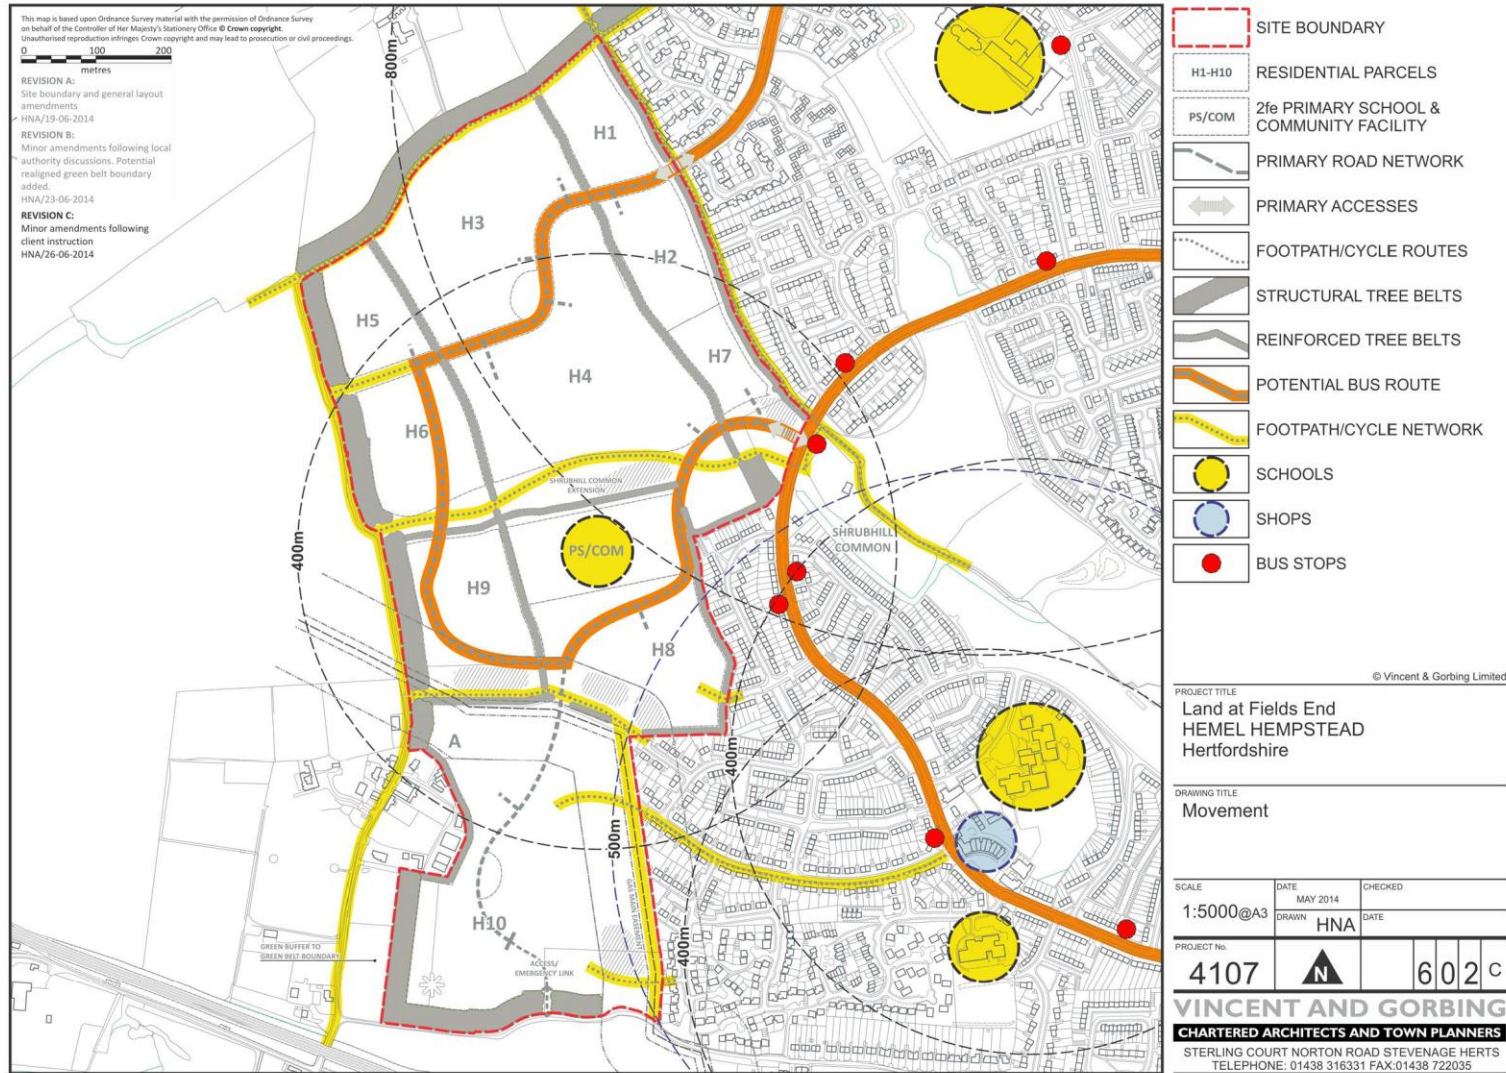 This map is based upon Ordnance Survey material with the permission of Ordnance Survey
on behalf of the Controller of Her Majesty's Stationery Office © Crown copyright.
Unauthorised reproduction infringes Crown copyright and may lead to prosecution or civil proceedings.
0 100 200
metres
REVISION A:
Site boundary and general layout
amendments
HNA/19-06-2014
REVISION B:
Minor amendments following local
authority discussions. Potential
realigned green belt boundary
added.
HNA/23-06-2014
REVISION C:
Minor amendments following
client instruction
HNA/26-06-2014
800m
H1
H3
H2
H5
H7
H4
H6
SHRUBHILL COMMON
EXTENSION
400m
PS/COM
SHRUBHILL
COMMON
H9
H8
A
400m
500m
GAS MAIN EASEMENT
H10
400m
GREEN BUFFER TO
GREEN BELT BOUNDARY
ACCESS/
EMERGENCY LINK
SITE BOUNDARY
H1-H10 RESIDENTIAL PARCELS
PS/COM 2fe PRIMARY SCHOOL &
COMMUNITY FACILITY
PRIMARY ROAD NETWORK
PRIMARY ACCESSES
FOOTPATH/CYCLE ROUTES
STRUCTURAL TREE BELTS
REINFORCED TREE BELTS
POTENTIAL BUS ROUTE
FOOTPATH/CYCLE NETWORK
SCHOOLS
SHOPS
BUS STOPS
© Vincent & Gorbing Limited
PROJECT TITLE
Land at Fields End
HEMEL HEMPSTEAD
Hertfordshire
DRAWING TITLE
Movement
SCALE
1:5000@A3
DATE
MAY 2014
CHECKED
DRAWN HNA
DATE
PROJECT No.
4107
N
602 C
VINCENT AND GORBING
CHARTERED ARCHITECTS AND TOWN PLANNERS
STERLING COURT NORTON ROAD STEVENAGE HERTS
TELEPHONE: 01438 316331 FAX:01438 722035